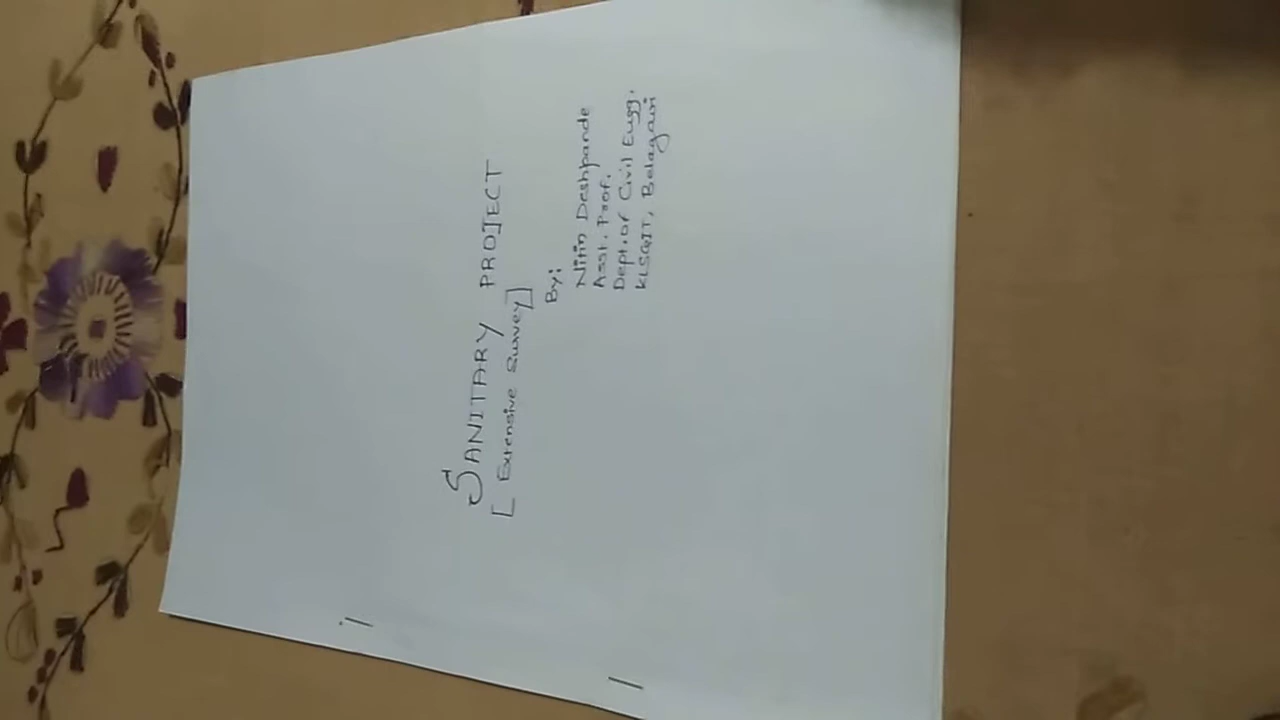 SANITARY PROJECT
[Extensive Survey]
By:
Nitin Deshpande
Asst. Prof.
Dept. of Civil Engg.
KLSGIT, Belagavi